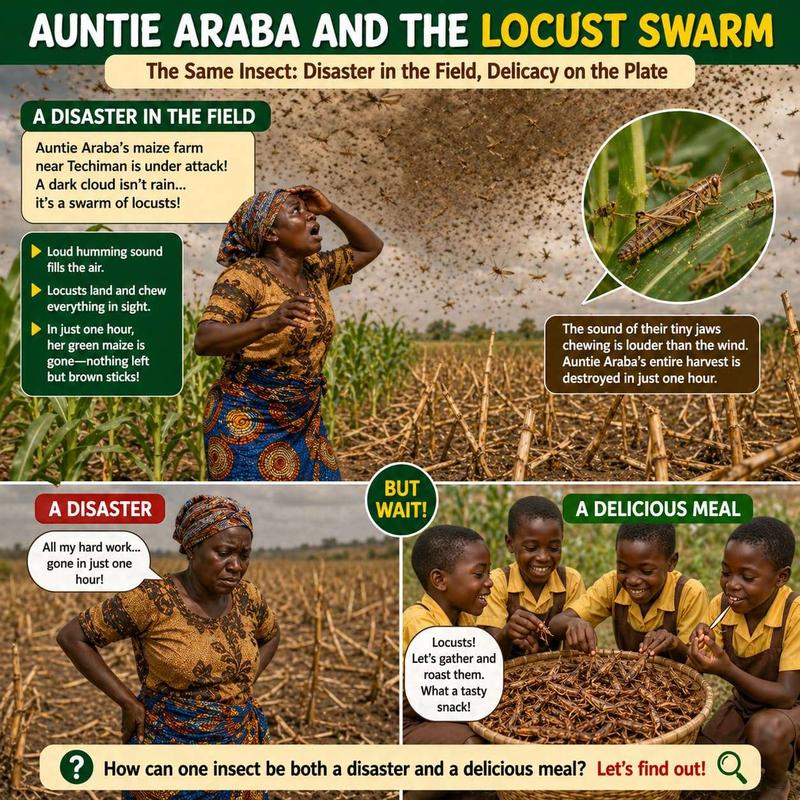 AUNTIE ARABA AND THE LOCUST SWARM
The Same Insect: Disaster in the Field, Delicacy on the Plate
A DISASTER IN THE FIELD
Auntie Araba's maize farm
near Techiman is under attack!
A dark cloud isn't rain...
it's a swarm of locusts!
Loud humming sound
fills the air.
Locusts land and chew
everything in sight.
In just one hour,
her green maize is
gone—nothing left
but brown sticks!
The sound of their tiny jaws
chewing is louder than the wind.
Auntie Araba's entire harvest is
destroyed in just one hour.
BUT
WAIT!
A DISASTER
All my hard work...
gone in just one
hour!
A DELICIOUS MEAL
Locusts!
Let's gather and
roast them.
What a tasty
snack!
? How can one insect be both a disaster and a delicious meal? Let's find out!